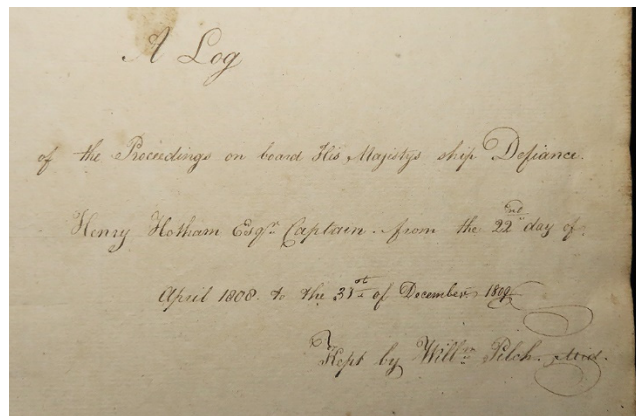 A Log
of the Proceedings on board His Majestys ship Defiance.
Henry Hotham Esqr. Captain. from the 22nd day of
April 1808. to the 31st of December. 1809
Kept by Willm Pilch. Mid.